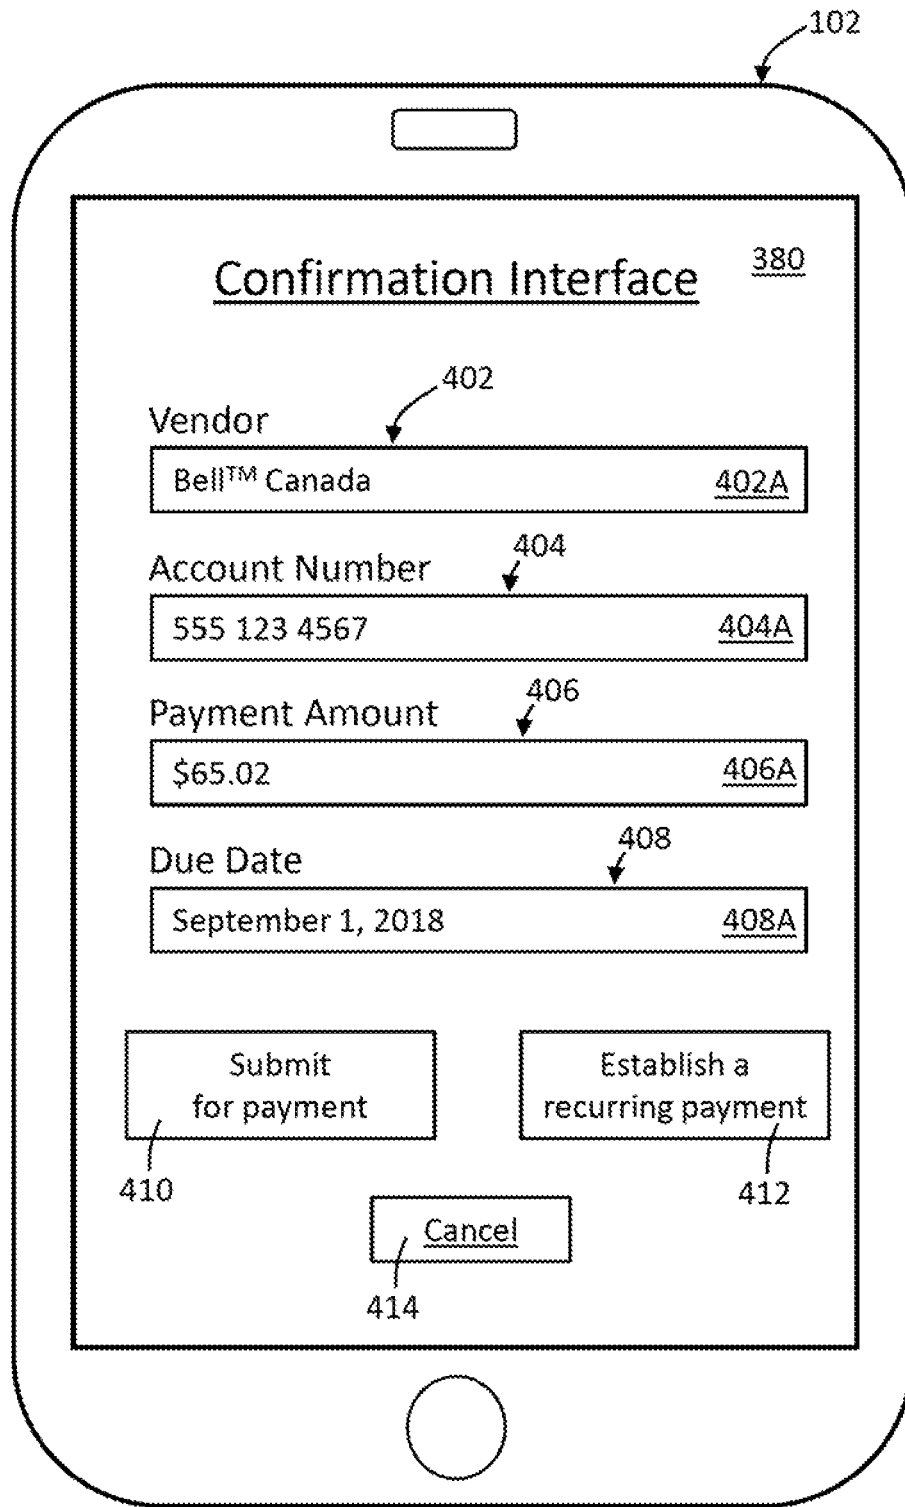 102
Confirmation Interface 380
402
Vendor
Bell™ Canada 402A
404
Account Number
555 123 4567 404A
406
Payment Amount
$65.02 406A
408
Due Date
September 1, 2018 408A
Submit
for payment
Establish a
recurring payment
410
412
Cancel
414